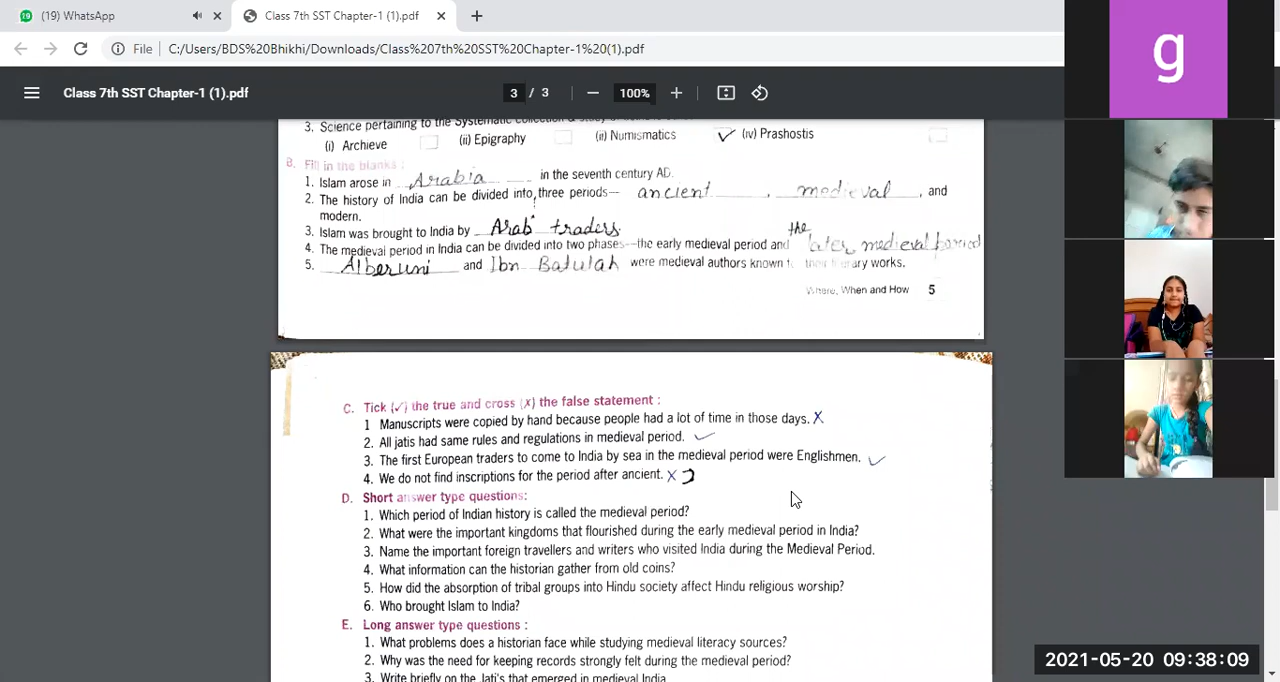 (19) WhatsApp
Class 7th SST Chapter-1 (1).pdf
File C:/Users/BDS%20Bhikhi/Downloads/Class%207th%20SST%20Chapter-1%20(1).pdf
Class 7th SST Chapter-1 (1).pdf 3 / 3 100%
g
3. Science pertaining to the Systematic
(i) Archieve (ii) Epigraphy (ii) Numismatics (iv) Prashostis
B. Fill in the blanks :
1. Islam arose in Arabia in the seventh century AD.
2. The history of India can be divided into three periods— ancient , medieval , and
modern.
3. Islam was brought to India by Arab traders
4. The medieval period in India can be divided into two phases—the early medieval period and the later medieval period
5. Alberuni and Ibn Batulah were medieval authors known works.
Where, When and How 5
C. Tick (✓) the true and cross (✗) the false statement :
1 Manuscripts were copied by hand because people had a lot of time in those days. ✗
2. All jatis had same rules and regulations in medieval period. ✓
3. The first European traders to come to India by sea in the medieval period were Englishmen. ✓
4. We do not find inscriptions for the period after ancient. ✗
D. Short answer type questions:
1. Which period of Indian history is called the medieval period?
2. What were the important kingdoms that flourished during the early medieval period in India?
3. Name the important foreign travellers and writers who visited India during the Medieval Period.
4. What information can the historian gather from old coins?
5. How did the absorption of tribal groups into Hindu society affect Hindu religious worship?
6. Who brought Islam to India?
E. Long answer type questions :
1. What problems does a historian face while studying medieval literacy sources?
2. Why was the need for keeping records strongly felt during the medieval period?
3. Write briefly on the Jati's that emerged in medieval India
2021-05-20 09:38:09